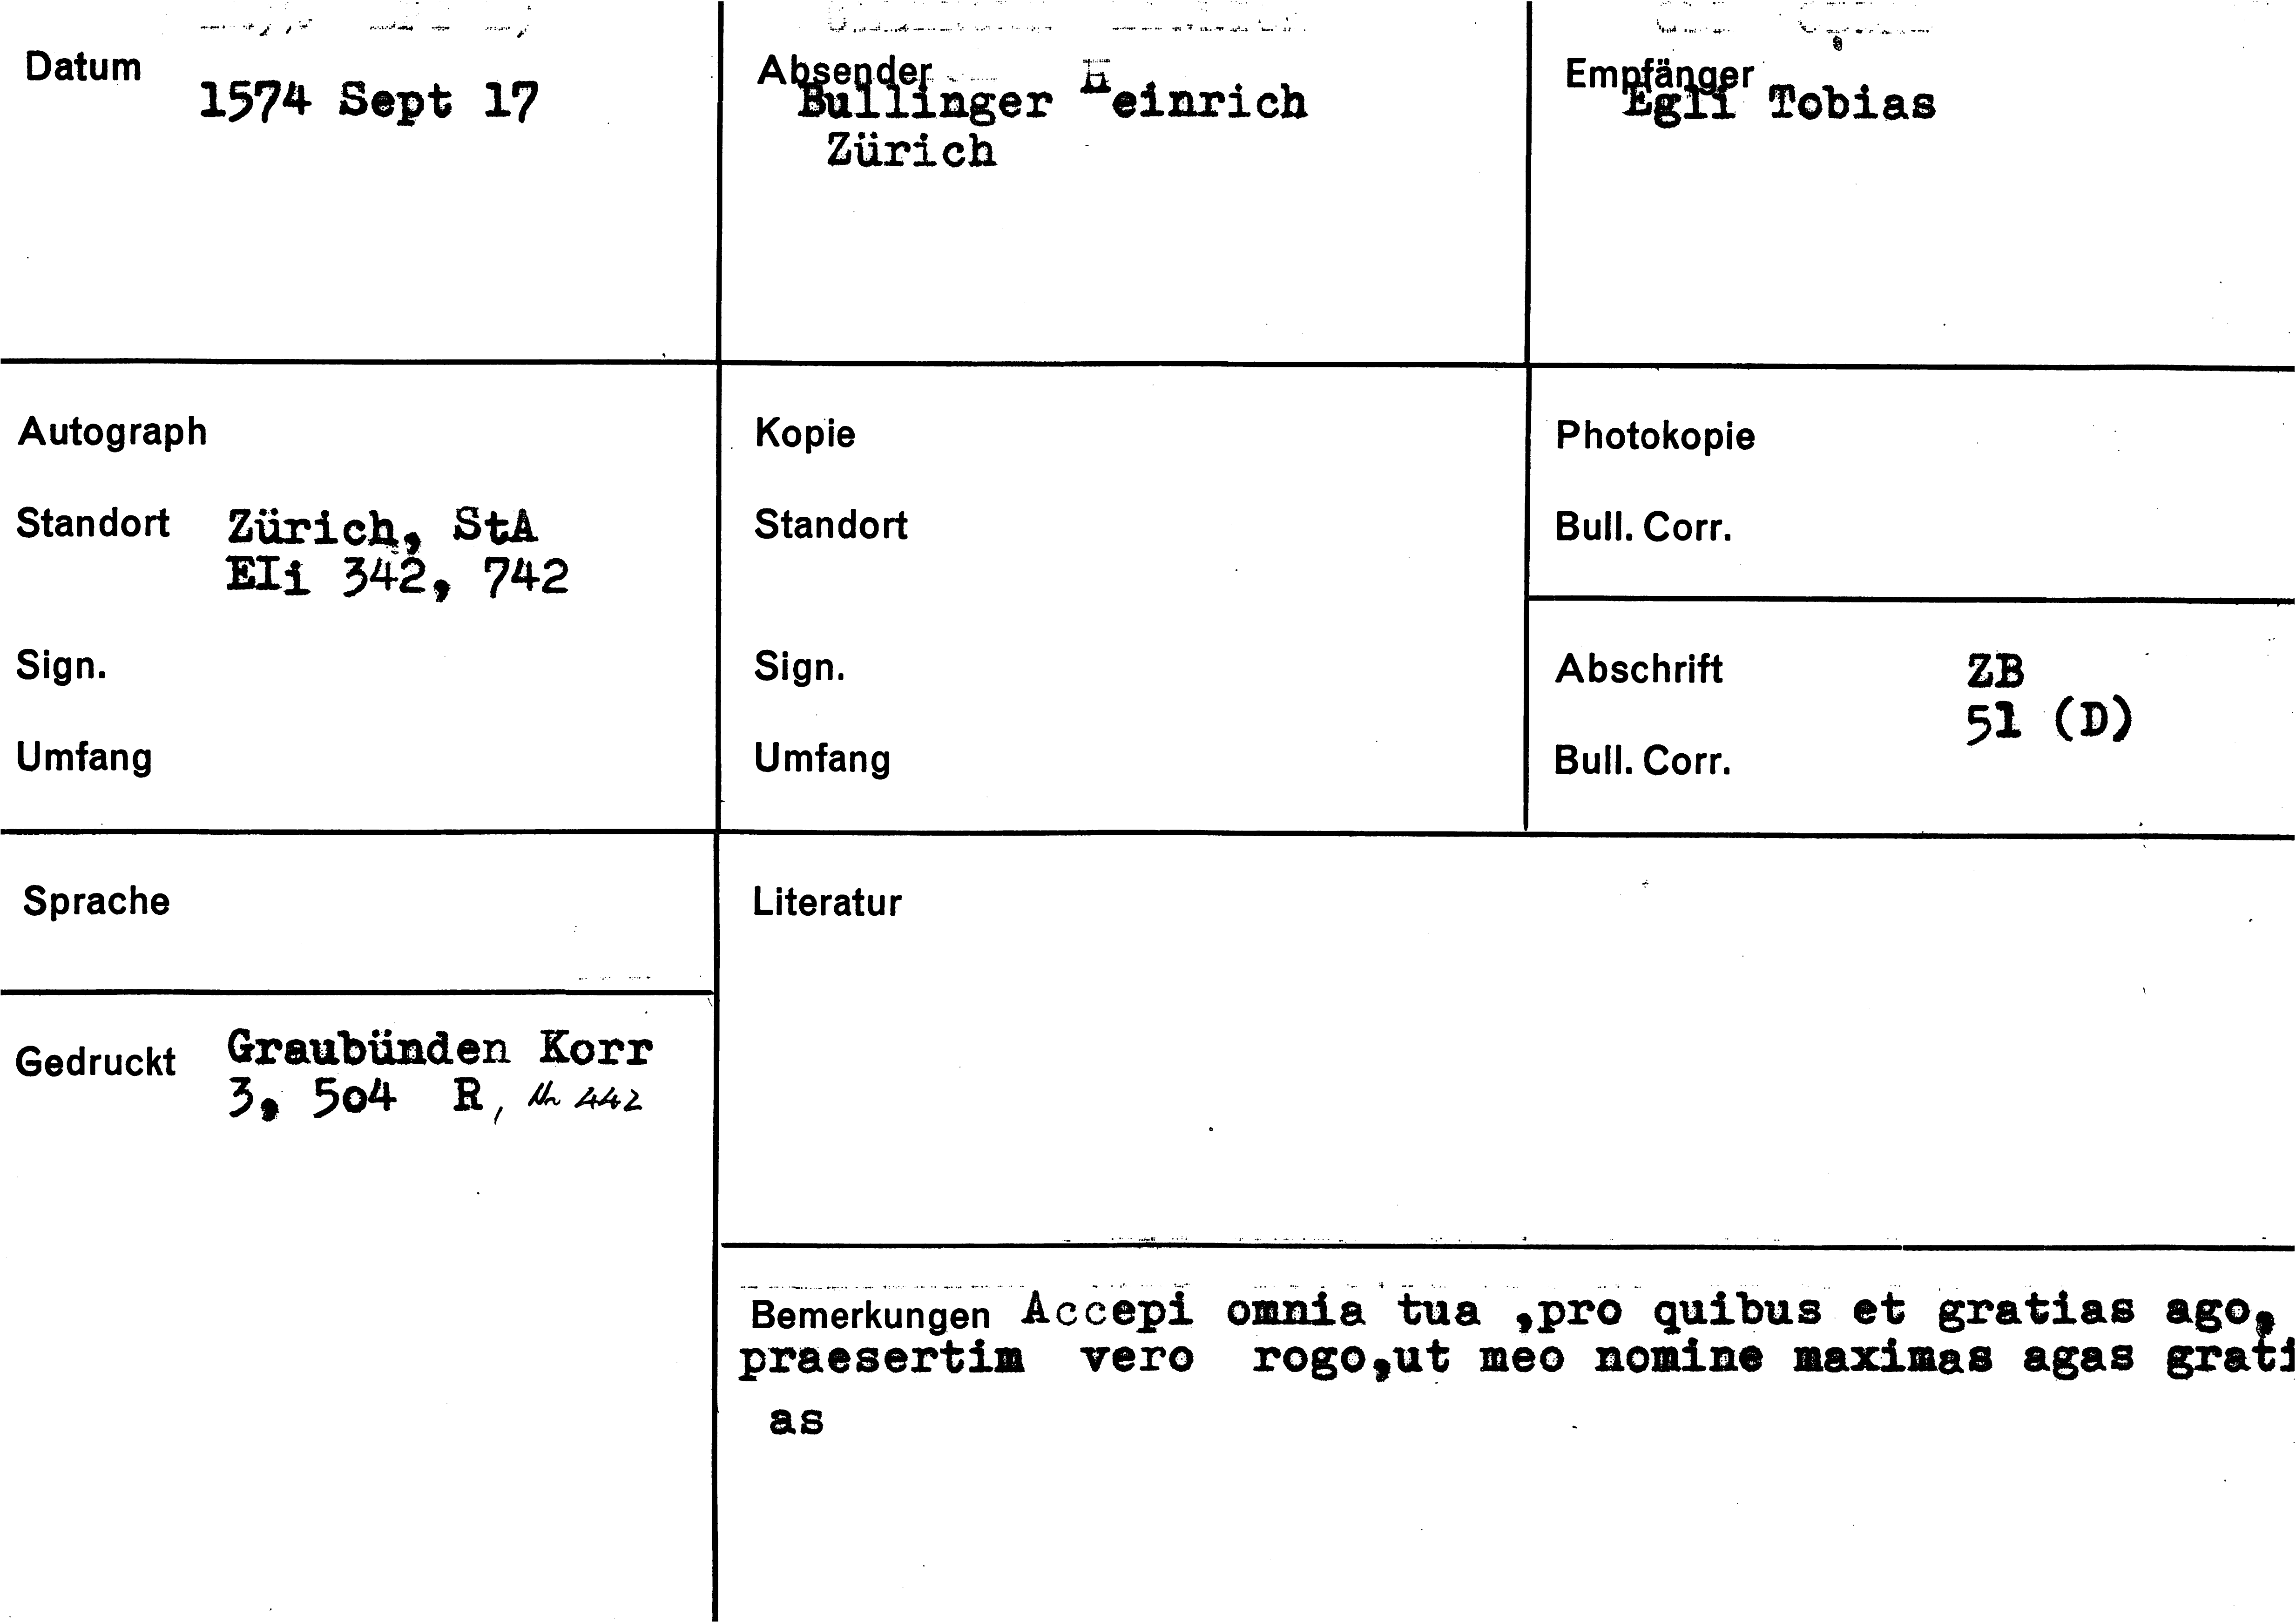 Datum
1574 Sept 17
Absender
Bullinger Heinrich
Zürich
Empfänger
Egli Tobias
Autograph
Standort Zürich, StA
EIi 342, 742
Sign.
Umfang
Kopie
Standort
Sign.
Umfang
Photokopie
Bull. Corr.
Abschrift ZB
51 (D)
Bull. Corr.
Sprache
Gedruckt Graubünden Korr
3, 5o4 R, Nr 442
Literatur
Bemerkungen Accepi omnia tua ,pro quibus et gratias ago,
praesertim vero rogo,ut meo nomine maximas agas grati
as